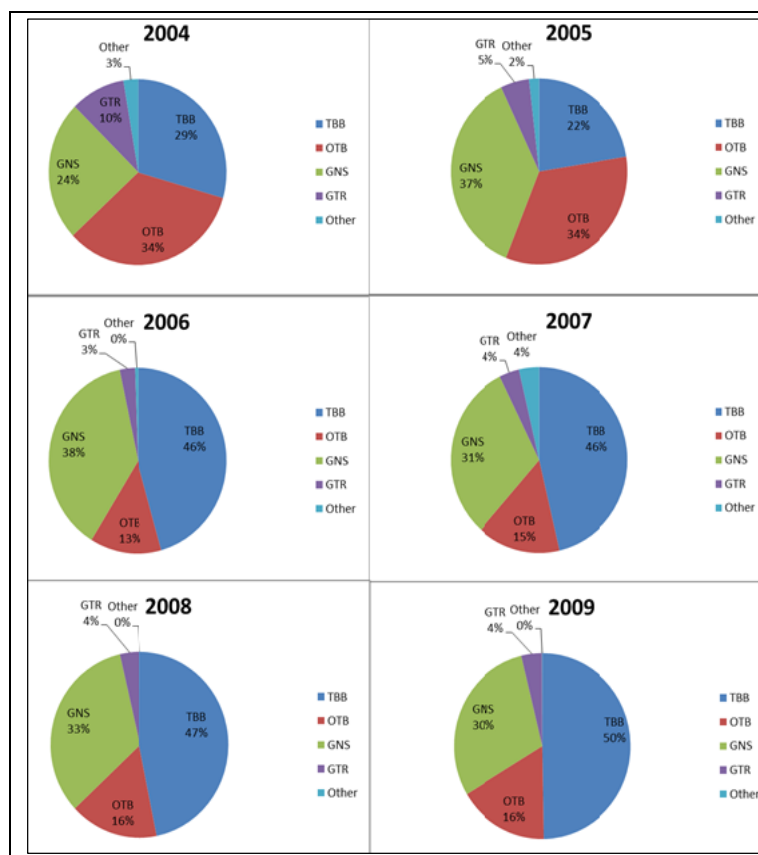 2004
Other
3%
GTR
10%
TBB
29%
GNS
24%
OTB
34%
TBB
OTB
GNS
GTR
Other
2005
GTR
5%
Other
2%
TBB
22%
GNS
37%
OTB
34%
TBB
OTB
GNS
GTR
Other
2006
Other
0%
GTR
3%
TBB
46%
GNS
38%
OTB
13%
TBB
OTB
GNS
GTR
Other
2007
GTR
4%
Other
4%
TBB
46%
GNS
31%
OTB
15%
TBB
OTB
GNS
GTR
Other
2008
GTR
4%
Other
0%
TBB
47%
GNS
33%
OTB
16%
TBB
OTB
GNS
GTR
Other
2009
GTR
4%
Other
0%
TBB
50%
GNS
30%
OTB
16%
TBB
OTB
GNS
GTR
Other